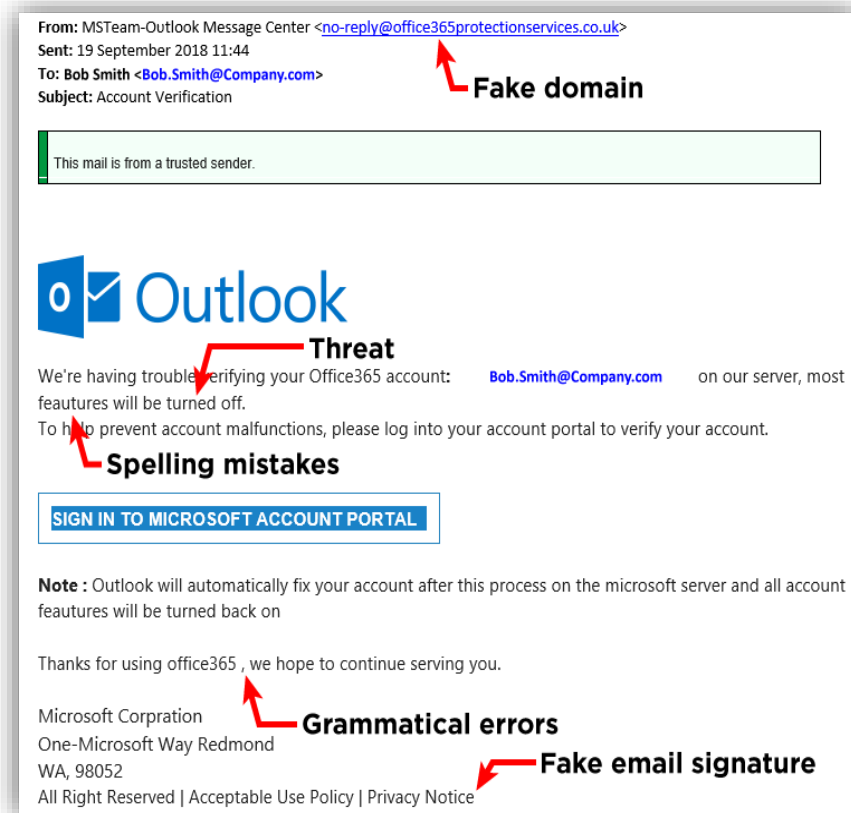 From: MSTeam-Outlook Message Center <no-reply@office365protectionservices.co.uk>
Sent: 19 September 2018 11:44
To: Bob Smith <Bob.Smith@Company.com>
Subject: Account Verification
Fake domain
This mail is from a trusted sender.
Outlook
Threat
We're having trouble verifying your Office365 account: Bob.Smith@Company.com on our server, most
feautures will be turned off.
To help prevent account malfunctions, please log into your account portal to verify your account.
Spelling mistakes
SIGN IN TO MICROSOFT ACCOUNT PORTAL
Note : Outlook will automatically fix your account after this process on the microsoft server and all account
feautures will be turned back on
Thanks for using office365 , we hope to continue serving you.
Microsoft Corpration
Grammatical errors
One-Microsoft Way Redmond
WA, 98052
Fake email signature
All Right Reserved | Acceptable Use Policy | Privacy Notice